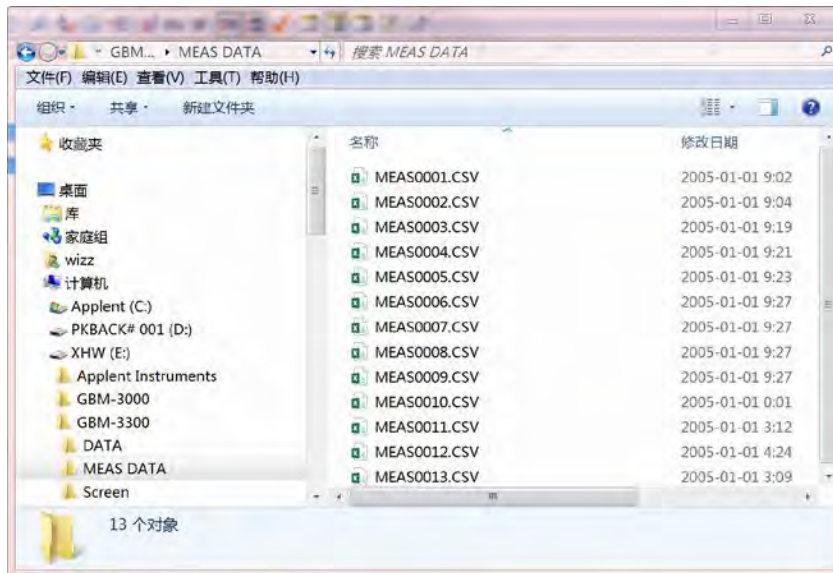 GBM... MEAS DATA 搜索 MEAS DATA
文件(F) 编辑(E) 查看(V) 工具(T) 帮助(H)
组织 共享 新建文件夹
收藏夹
桌面
库
家庭组
wizz
计算机
Applent (C:)
PKBACK# 001 (D:)
XHW (E:)
Applent Instruments
GBM-3000
GBM-3300
DATA
MEAS DATA
Screen
名称 修改日期
MEAS0001.CSV 2005-01-01 9:02
MEAS0002.CSV 2005-01-01 9:04
MEAS0003.CSV 2005-01-01 9:19
MEAS0004.CSV 2005-01-01 9:21
MEAS0005.CSV 2005-01-01 9:23
MEAS0006.CSV 2005-01-01 9:27
MEAS0007.CSV 2005-01-01 9:27
MEAS0008.CSV 2005-01-01 9:27
MEAS0009.CSV 2005-01-01 9:27
MEAS0010.CSV 2005-01-01 0:01
MEAS0011.CSV 2005-01-01 3:12
MEAS0012.CSV 2005-01-01 4:24
MEAS0013.CSV 2005-01-01 3:09
13 个对象